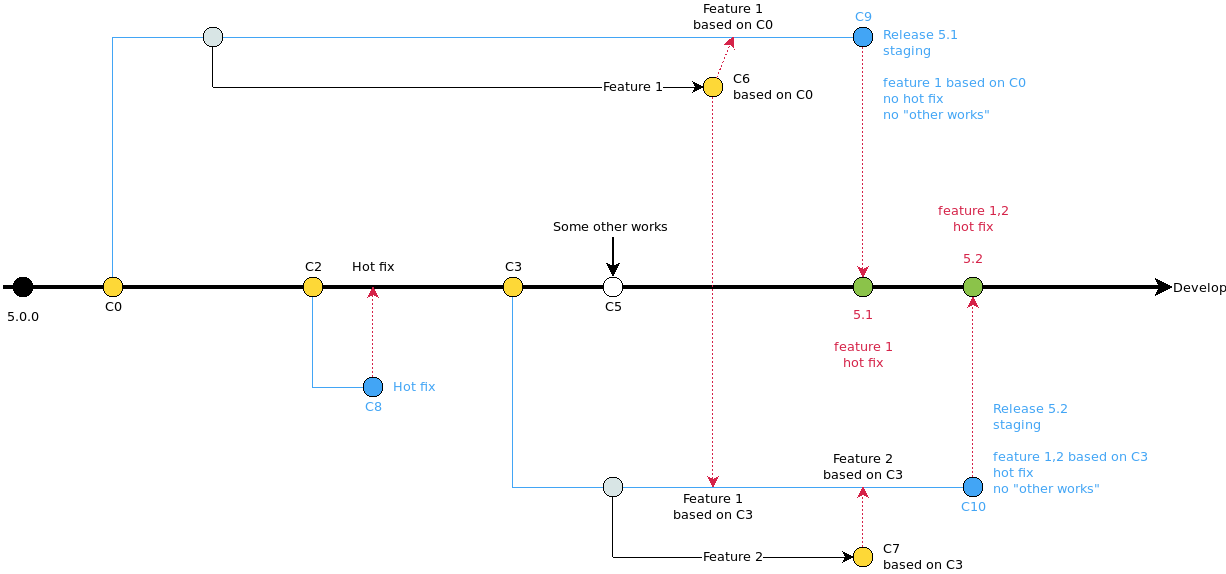 Feature 1
based on C0
C9
Release 5.1
staging
feature 1 based on C0
no hot fix
no "other works"
Feature 1
C6
based on C0
feature 1,2
hot fix
5.2
Some other works
C2
Hot fix
C3
5.0.0
C0
C5
Develop
5.1
feature 1
hot fix
Hot fix
C8
Release 5.2
staging
feature 1,2 based on C3
hot fix
no "other works"
C10
Feature 2
based on C3
Feature 1
based on C3
Feature 2
C7
based on C3